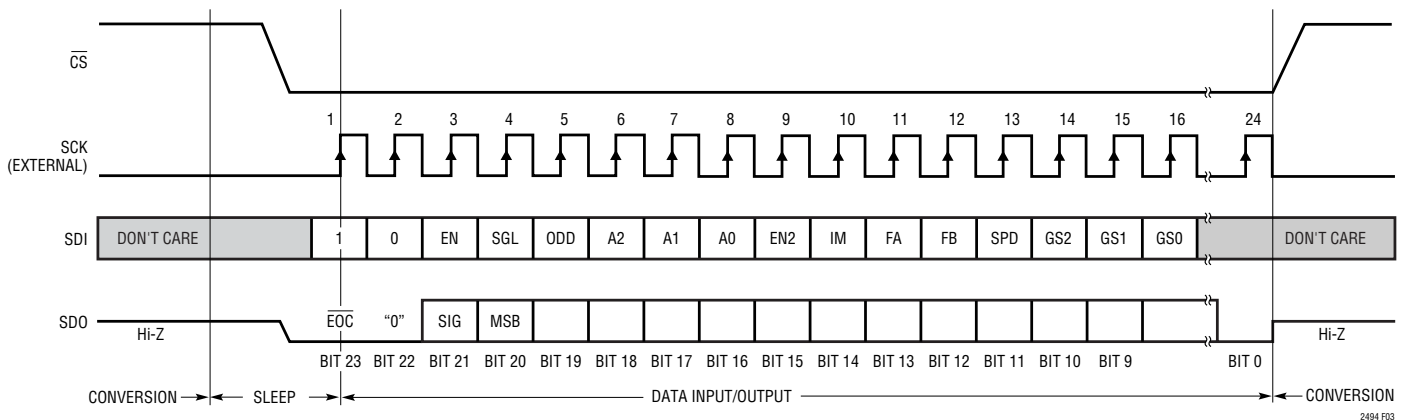 CS
1 2 3 4 5 6 7 8 9 10 11 12 13 14 15 16 24
SCK
(EXTERNAL)
SDI DON'T CARE 1 0 EN SGL ODD A2 A1 A0 EN2 IM FA FB SPD GS2 GS1 GS0 DON'T CARE
SDO EOC “0” SIG MSB
Hi-Z Hi-Z
BIT 23 BIT 22 BIT 21 BIT 20 BIT 19 BIT 18 BIT 17 BIT 16 BIT 15 BIT 14 BIT 13 BIT 12 BIT 11 BIT 10 BIT 9 BIT 0
CONVERSION SLEEP DATA INPUT/OUTPUT CONVERSION
2494 F03